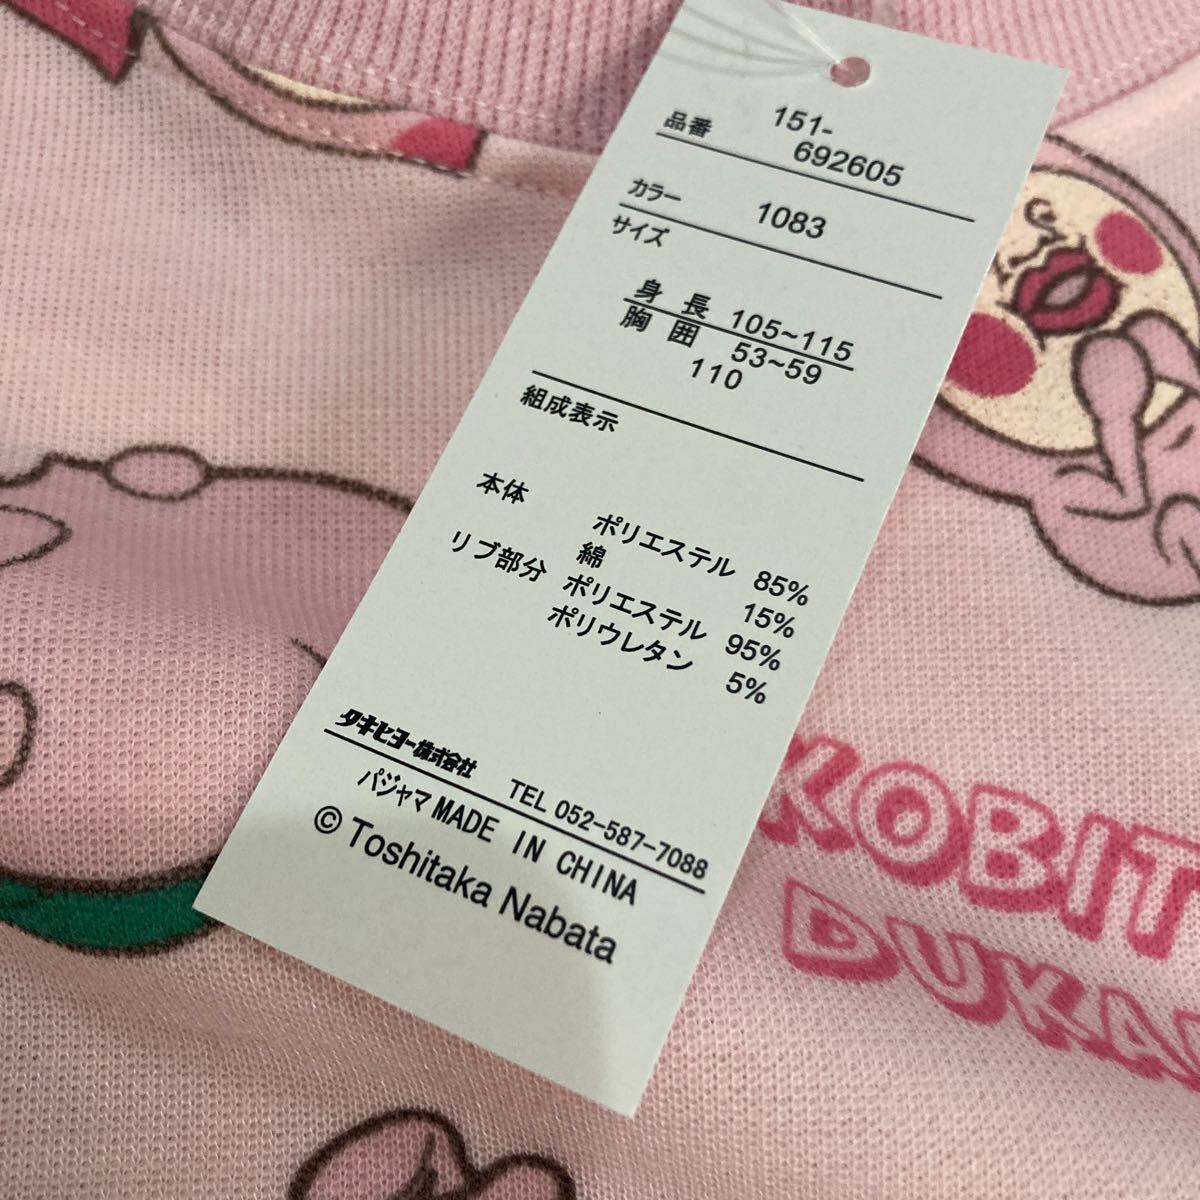 品番 151-
692605
カラー 1083
サイズ
身長 105~115
胸囲 53~59
110
組成表示
本体 ポリエステル 85%
綿 15%
リブ部分 ポリエステル 95%
ポリウレタン 5%
タキヒヨー株式会社 TEL 052-587-7088
パジャマ MADE IN CHINA
© Toshitaka Nabata
KOBIT
DUKA